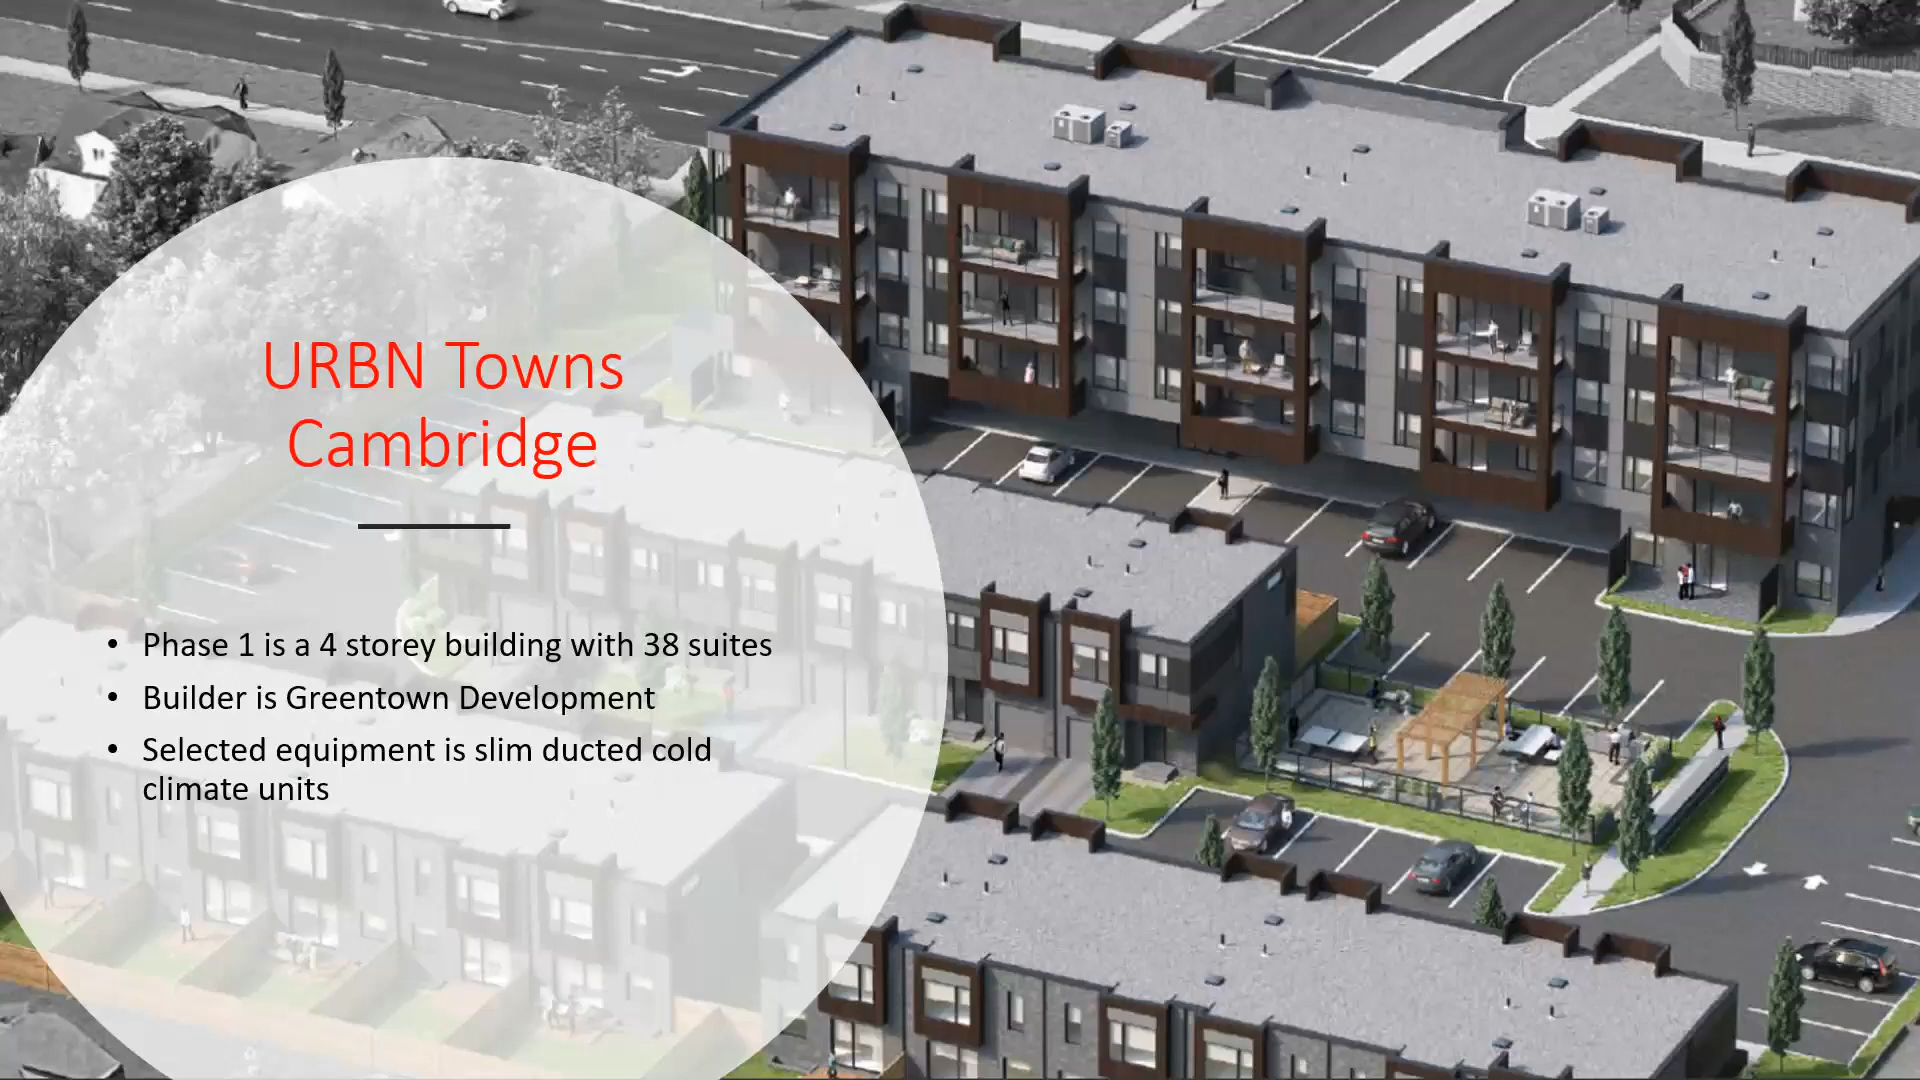 URBN Towns
Cambridge
• Phase 1 is a 4 storey building with 38 suites
• Builder is Greentown Development
• Selected equipment is slim ducted cold
climate units